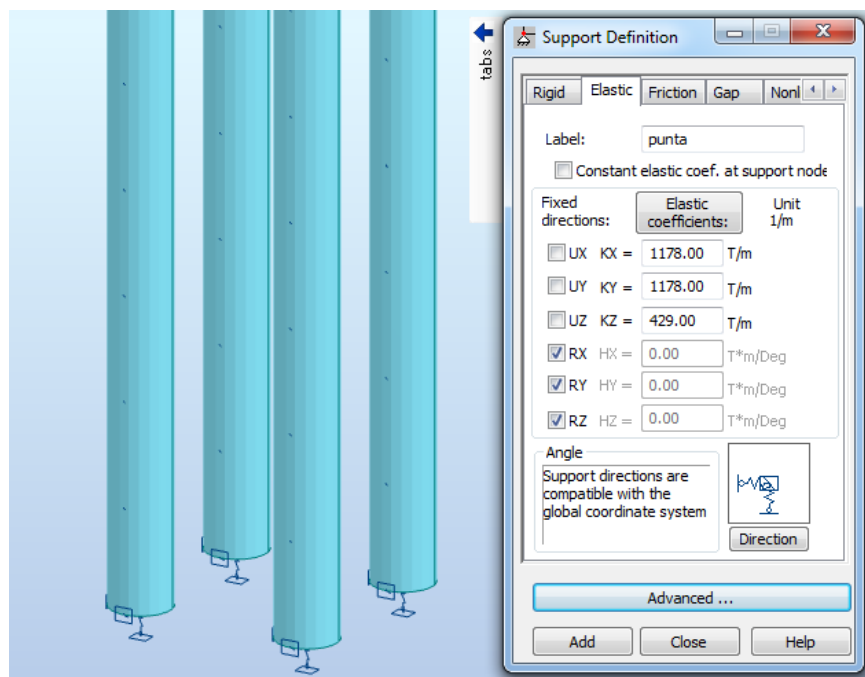 tabs
Support Definition
Rigid Elastic Friction Gap Nonl
Label: punta
Constant elastic coef. at support node
Fixed directions: Elastic coefficients: Unit 1/m
UX KX = 1178.00 T/m
UY KY = 1178.00 T/m
UZ KZ = 429.00 T/m
RX HX = 0.00 T*m/Deg
RY HY = 0.00 T*m/Deg
RZ HZ = 0.00 T*m/Deg
Angle
Support directions are
compatible with the
global coordinate system
Direction
Advanced ...
Add Close Help